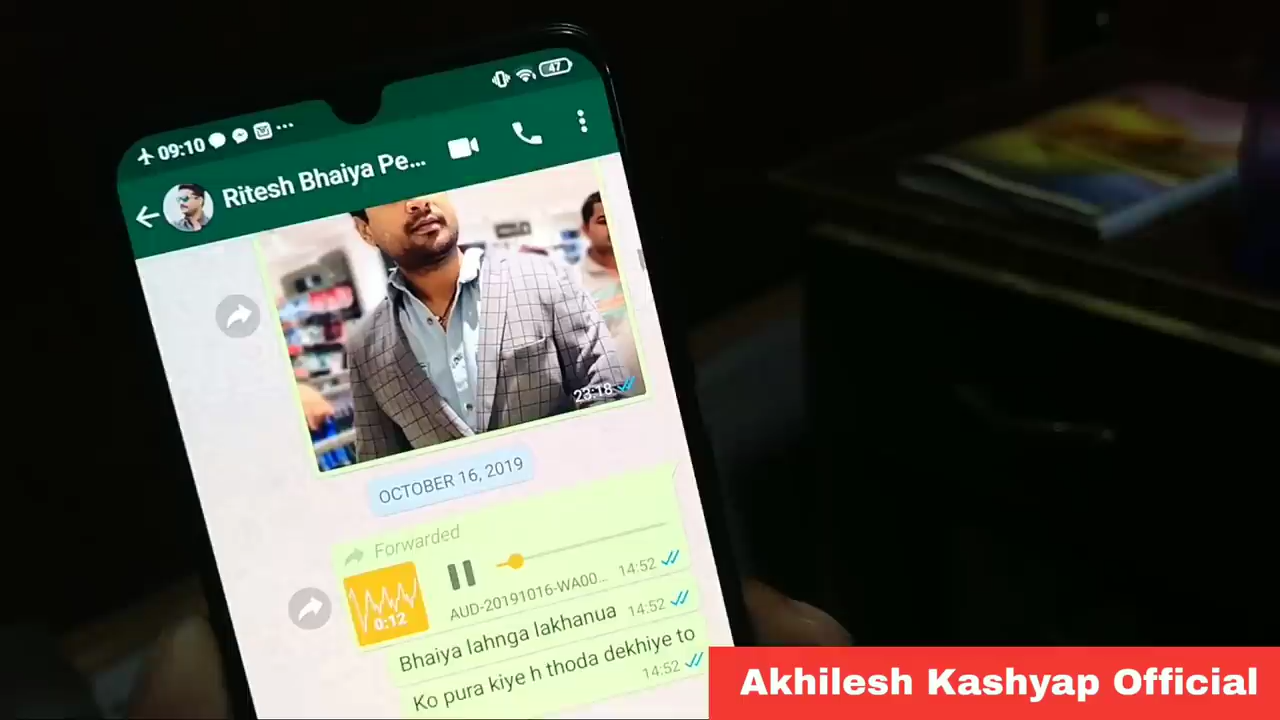 09:10
47
Ritesh Bhaiya Pe...
23:18
OCTOBER 16, 2019
Forwarded
0:12
AUD-20191016-WA00... 14:52
Bhaiya lahnga lakhanua 14:52
Ko pura kiye h thoda dekhiye to
14:52
Akhilesh Kashyap Official